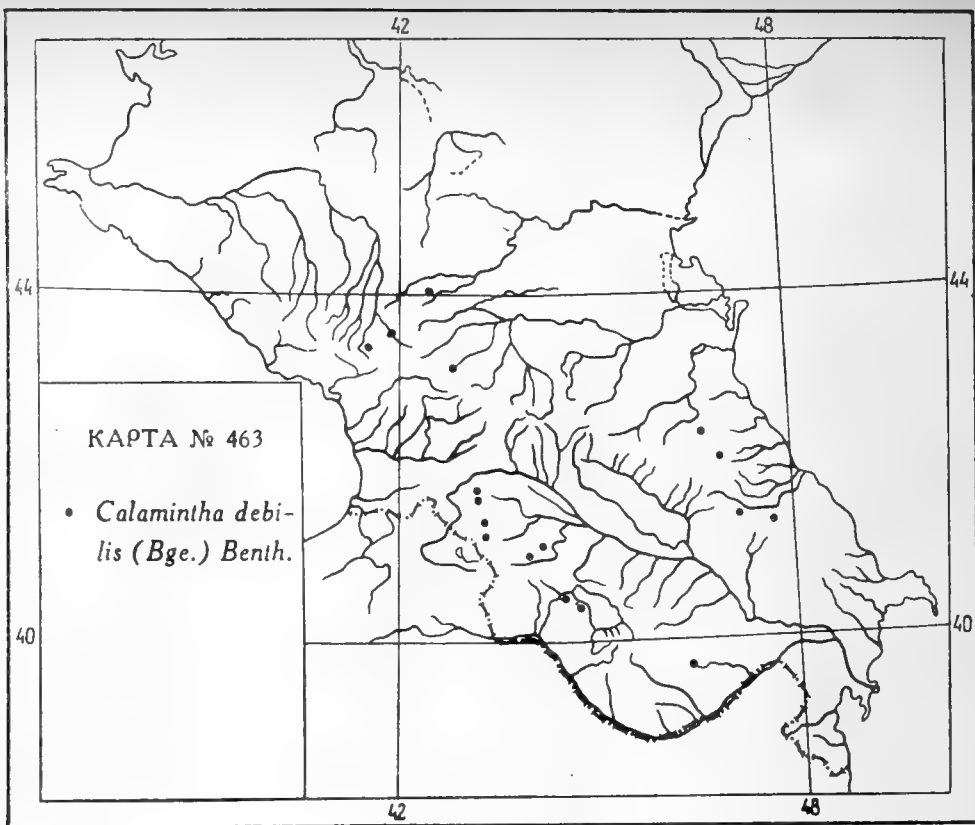 42 48
44 44
КАРТА № 463
Calamintha debi-
lis (Bge.) Benth.
40 40
42 48